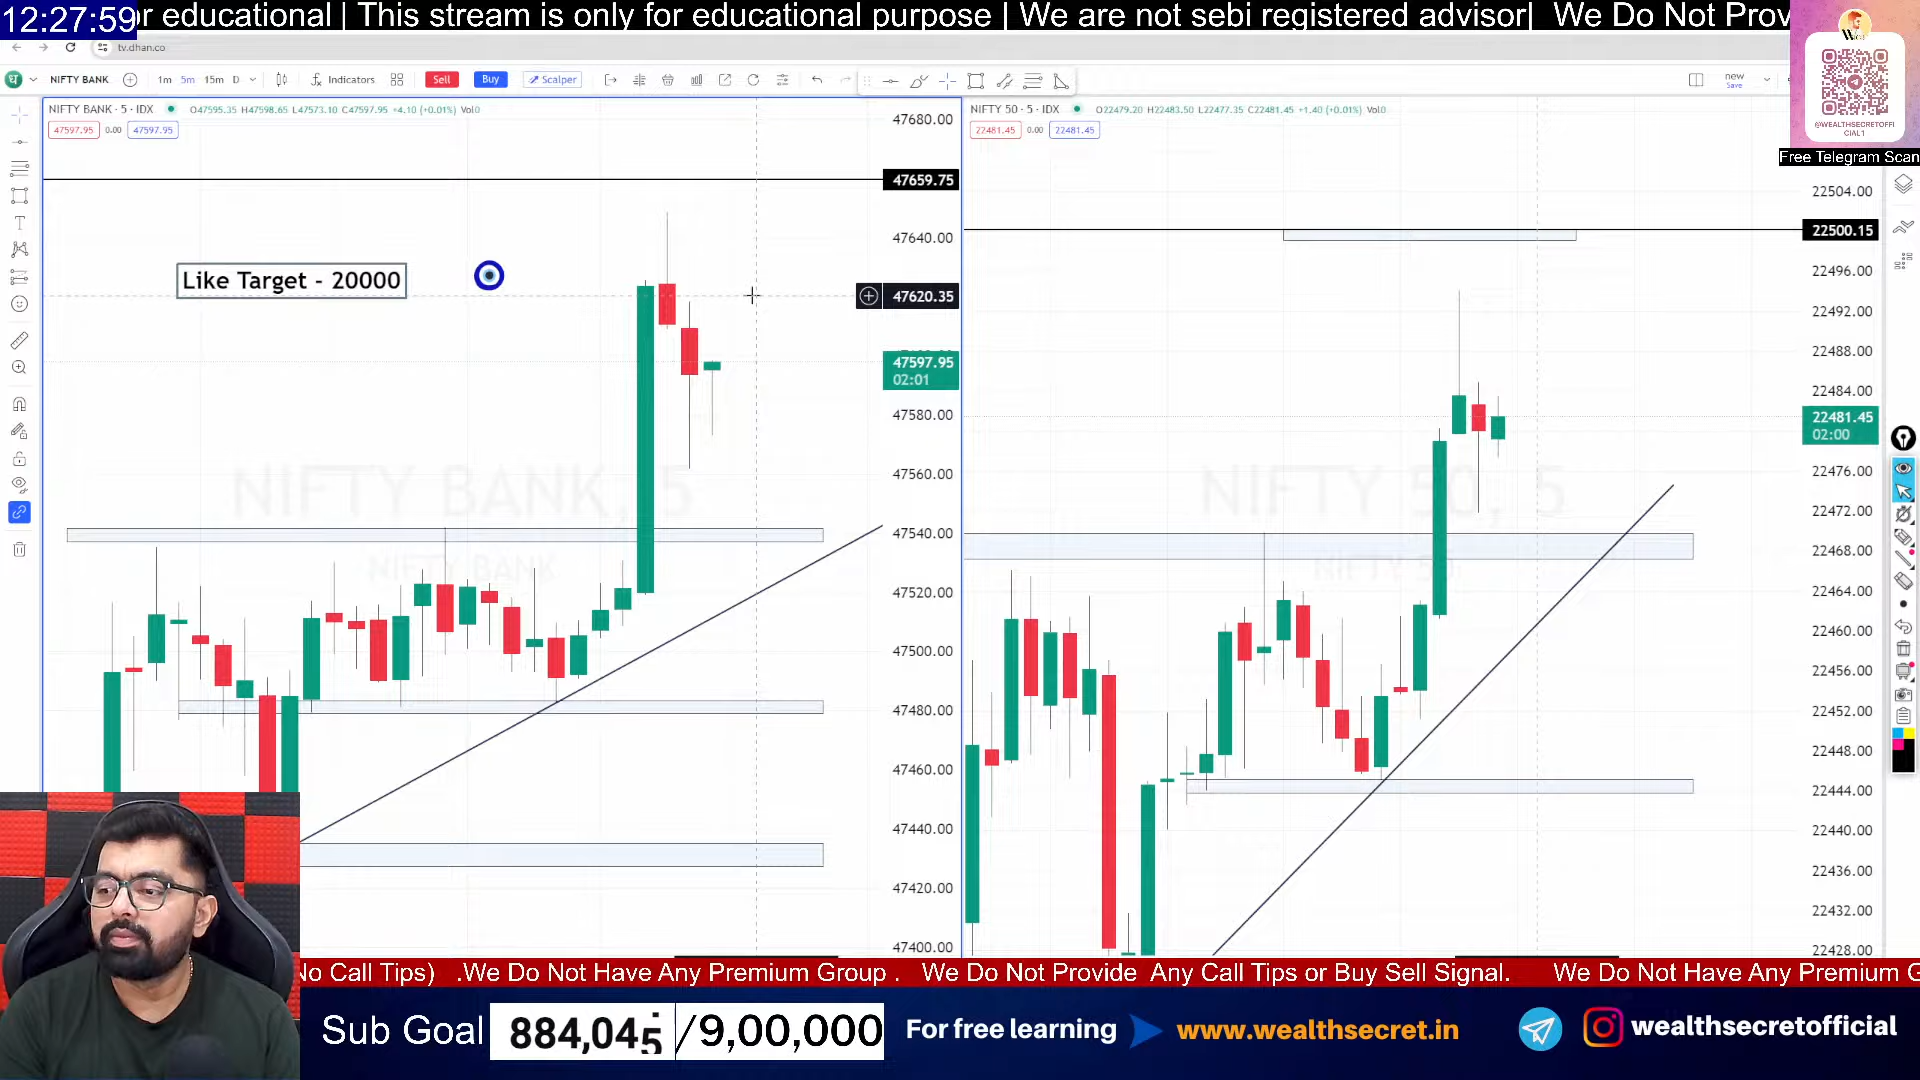 12:27:59
or educational | This stream is only for educational purpose | We are not sebi registered advisor| We Do Not Prov
tv.dhan.co
NIFTY BANK
1m 5m 15m D
Indicators
Sell
Buy
Scalper
new
Save
@WEALTHSECRETOFFI
CIAL1
Free Telegram Scan
NIFTY BANK · 5 · IDX
O47595.35 H47598.65 L47573.10 C47597.95 +4.10 (+0.01%) Vol0
47597.95 0.00 47597.95
Like Target - 20000
NIFTY BANK, 5
NIFTY BANK
47680.00
47659.75
47640.00
47620.35
47597.95
02:01
47580.00
47560.00
47540.00
47520.00
47500.00
47480.00
47460.00
47440.00
47420.00
47400.00
NIFTY 50 · 5 · IDX
O22479.20 H22483.50 L22477.35 C22481.45 +1.40 (+0.01%) Vol0
22481.45 0.00 22481.45
NIFTY 50, 5
NIFTY 50
22504.00
22500.15
22496.00
22492.00
22488.00
22484.00
22481.45
02:00
22476.00
22472.00
22468.00
22464.00
22460.00
22456.00
22452.00
22448.00
22444.00
22440.00
22436.00
22432.00
22428.00
No Call Tips) .We Do Not Have Any Premium Group . We Do Not Provide Any Call Tips or Buy Sell Signal. We Do Not Have Any Premium G
Sub Goal 884,045/9,00,000
For free learning
www.wealthsecret.in
wealthsecretofficial